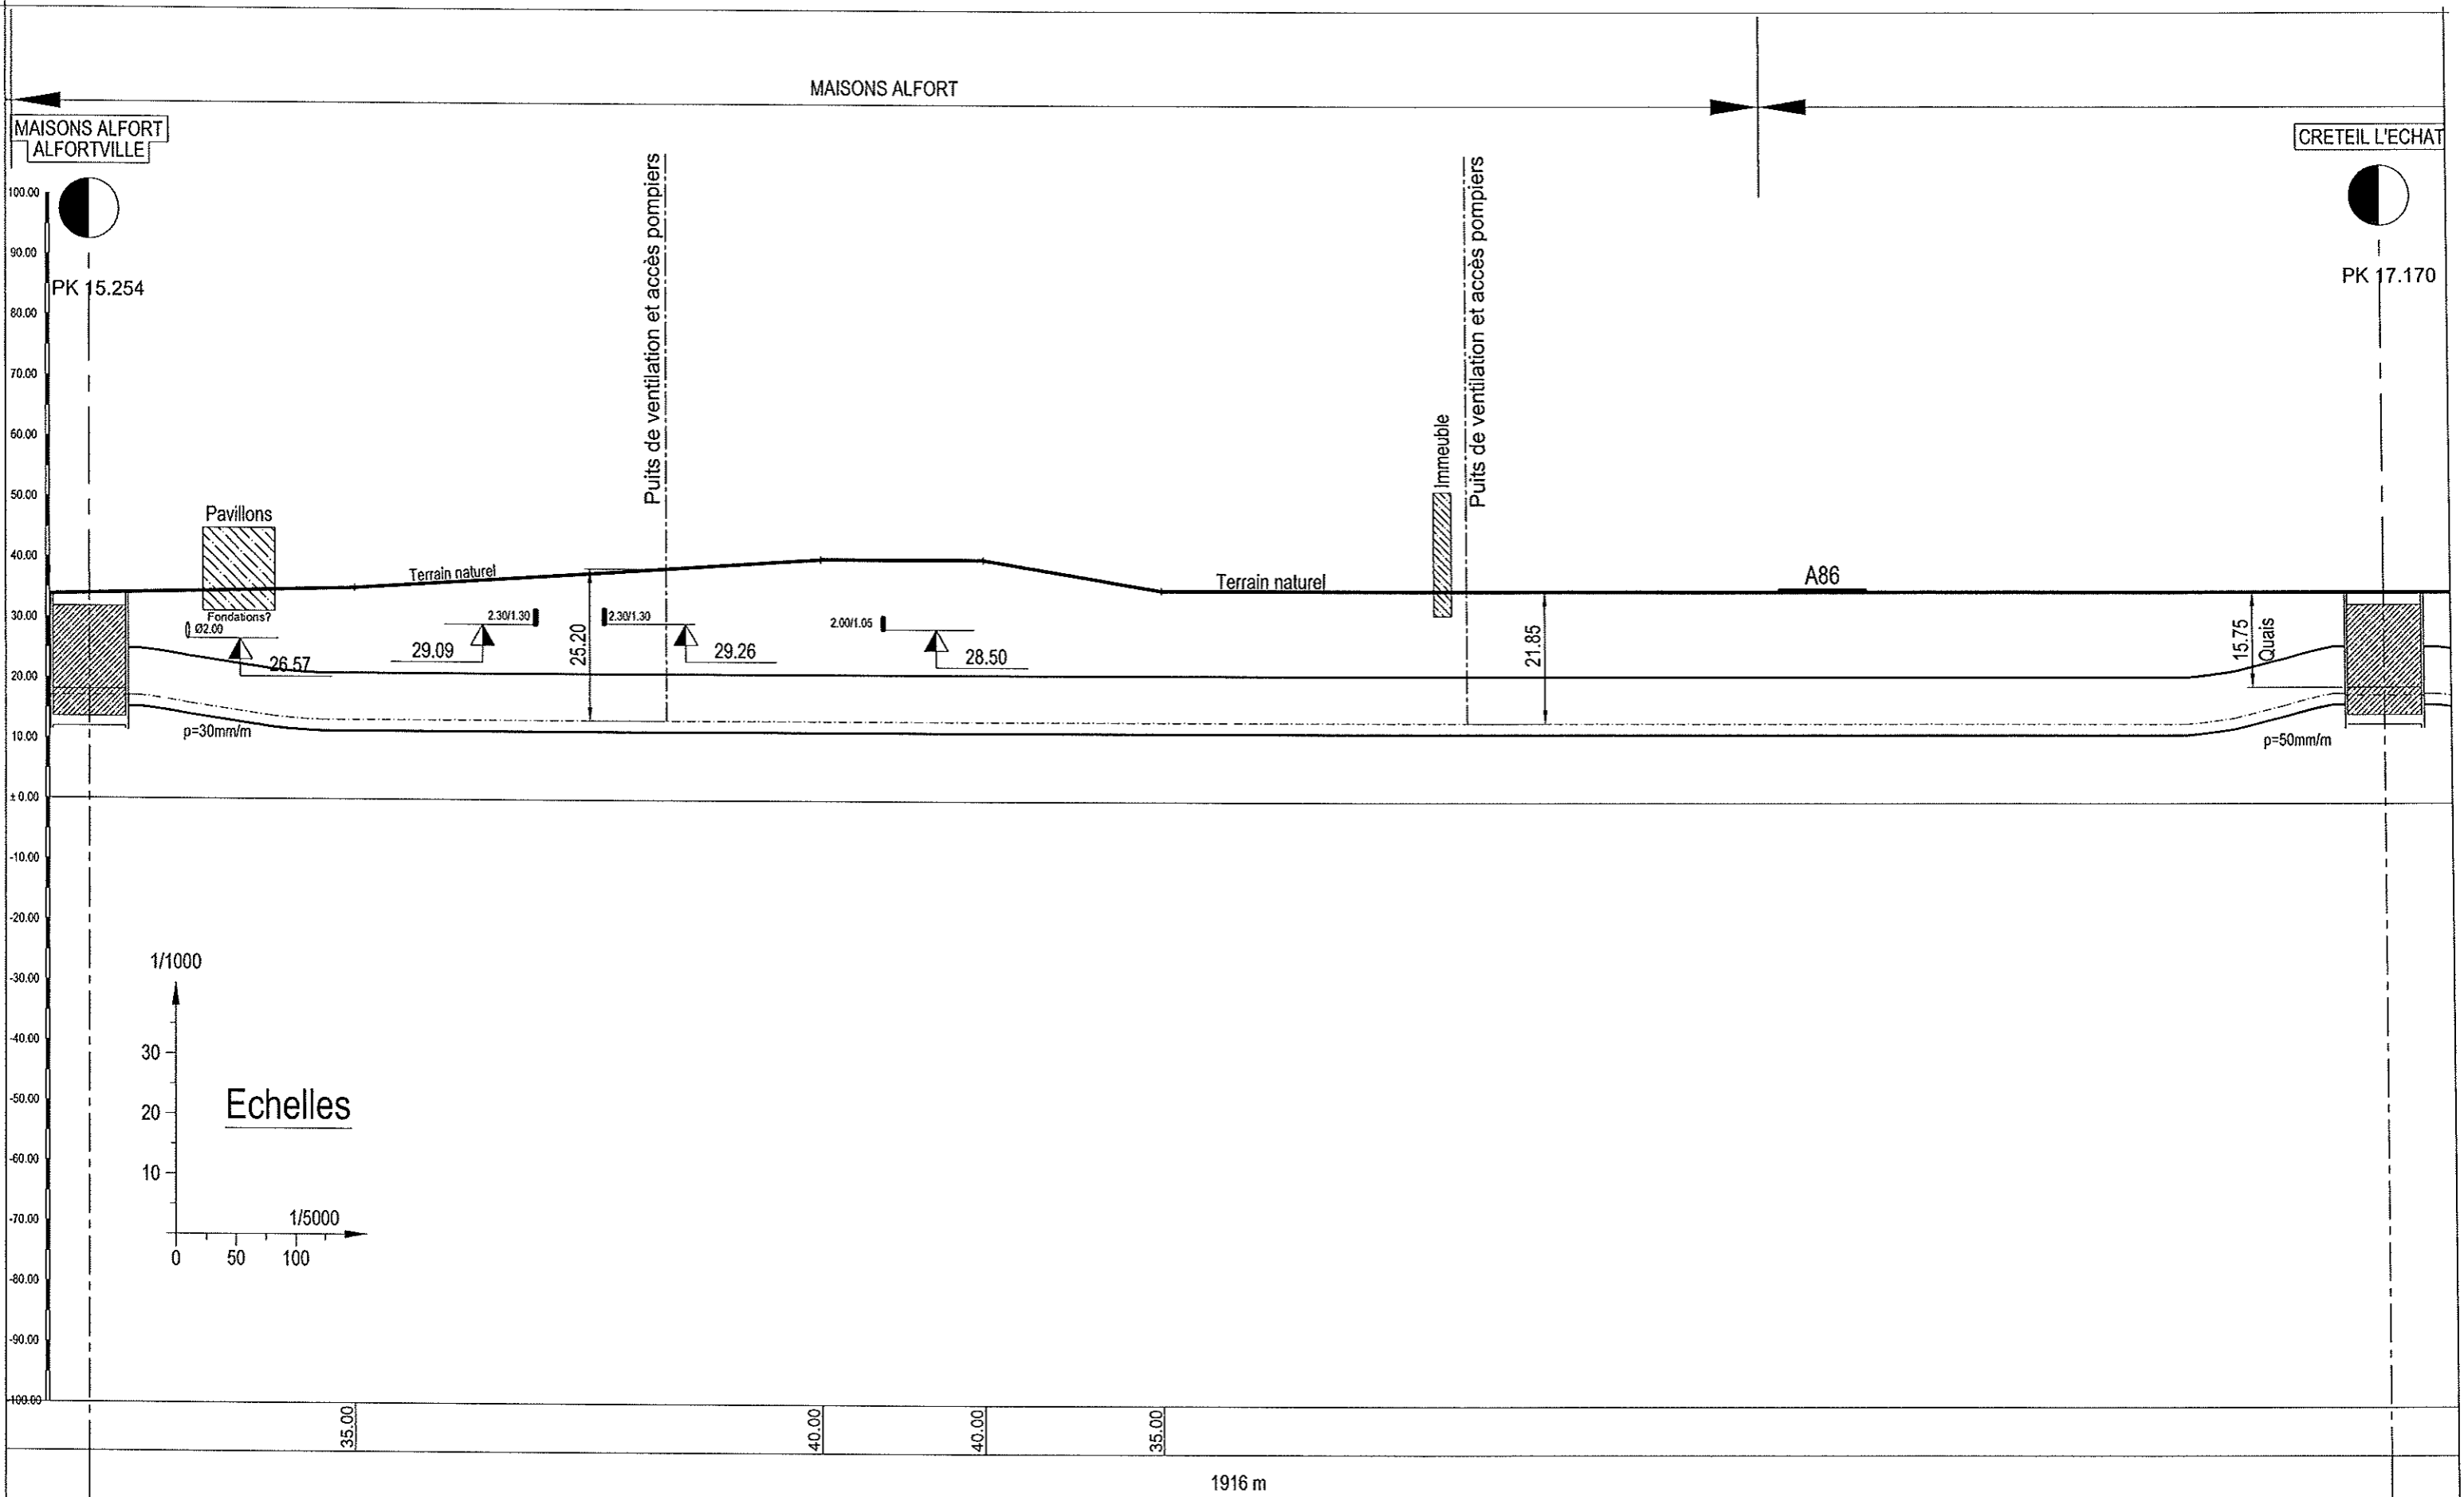 MAISONS ALFORT
MAISONS ALFORT
ALFORTVILLE
CRETEIL L'ECHAT
PK 15.254
PK 17.170
Puits de ventilation et accès pompiers
Puits de ventilation et accès pompiers
100.00
90.00
80.00
70.00
60.00
50.00
40.00
30.00
20.00
10.00
± 0.00
-10.00
-20.00
-30.00
-40.00
-50.00
-60.00
-70.00
-80.00
-90.00
-100.00
Immeuble
Pavillons
Fondations?
Terrain naturel
Terrain naturel
A86
Ø2.00
26.57
2.30/1.30
29.09
25.20
2.30/1.30
29.26
2.00/1.05
28.50
21.85
15.75
Quais
p=30mm/m
p=50mm/m
1/1000
30
20
10
Echelles
1/5000
0 50 100
35.00
40.00
40.00
35.00
1916 m